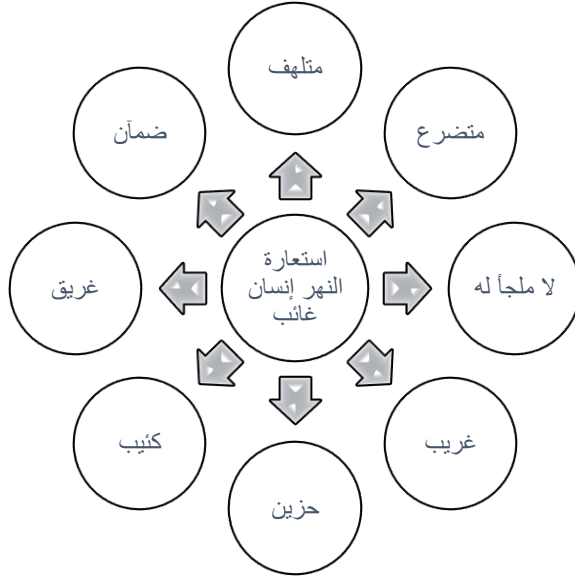 متلهف
متضرع
ضمآن
استعارة
النهر إنسان
غائب
لا ملجأ له
غريق
غريب
كئيب
حزين